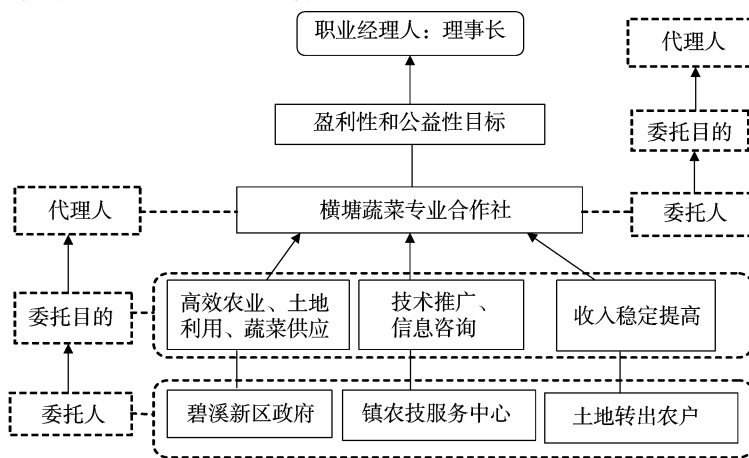 职业经理人：理事长
代理人
盈利性和公益性目标
委托目的
代理人
横塘蔬菜专业合作社
委托人
委托目的
高效农业、土地
利用、蔬菜供应
技术推广、
信息咨询
收入稳定提高
委托人
碧溪新区政府
镇农技服务中心
土地转出农户